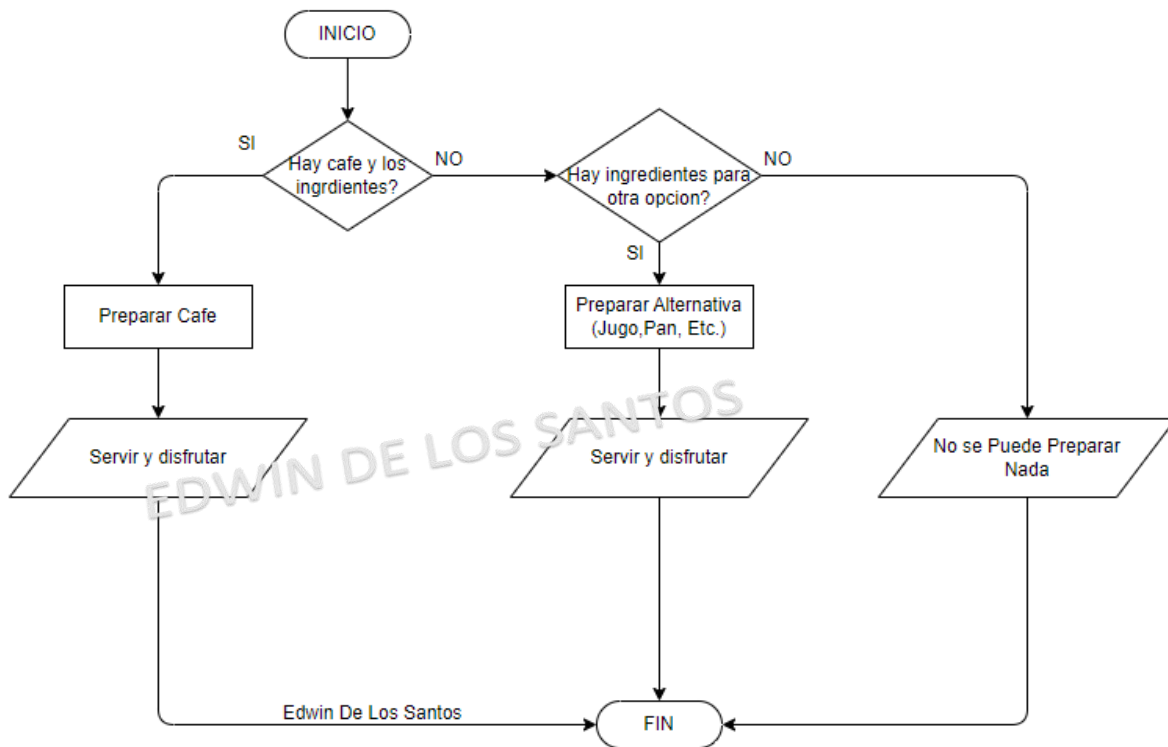 INICIO
SI
Hay cafe y los
ingrdientes?
NO
Hay ingredientes para
otra opcion?
NO
SI
Preparar Cafe
Preparar Alternativa
(Jugo,Pan, Etc.)
Servir y disfrutar
Servir y disfrutar
No se Puede Preparar
Nada
EDWIN DE LOS SANTOS
Edwin De Los Santos
FIN